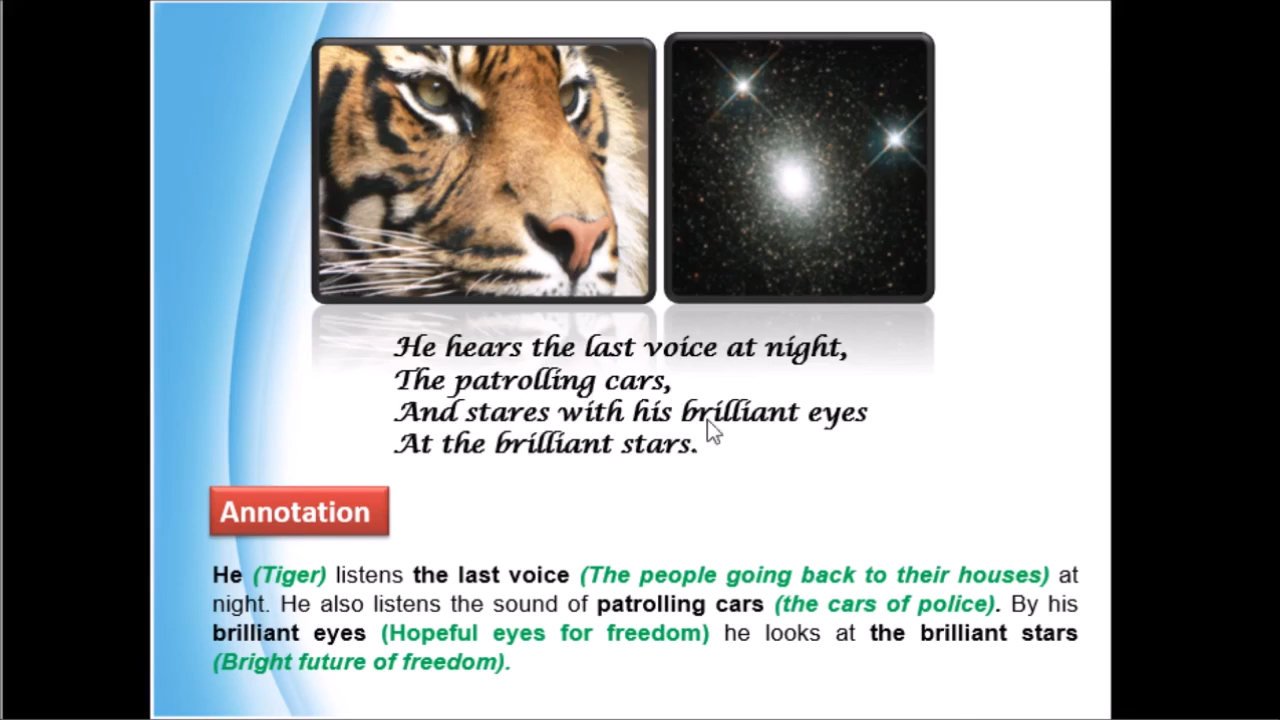 He hears the last voice at night,
The patrolling cars,
And stares with his brilliant eyes
At the brilliant stars.
Annotation
He (Tiger) listens the last voice (The people going back to their houses) at
night. He also listens the sound of patrolling cars (the cars of police). By his
brilliant eyes (Hopeful eyes for freedom) he looks at the brilliant stars
(Bright future of freedom).